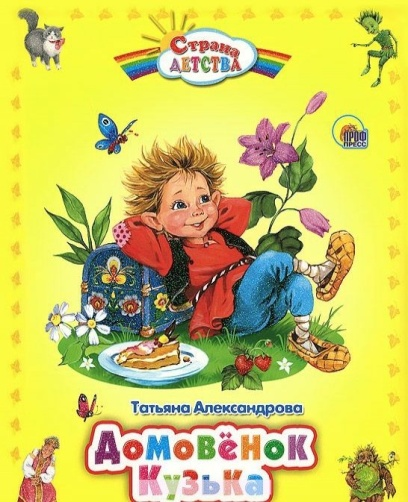 Страна
ДЕТСТВА
ПРОФ
ПРЕСС
Татьяна Александрова
ДОМОВЁНОК
КУЗЬКА